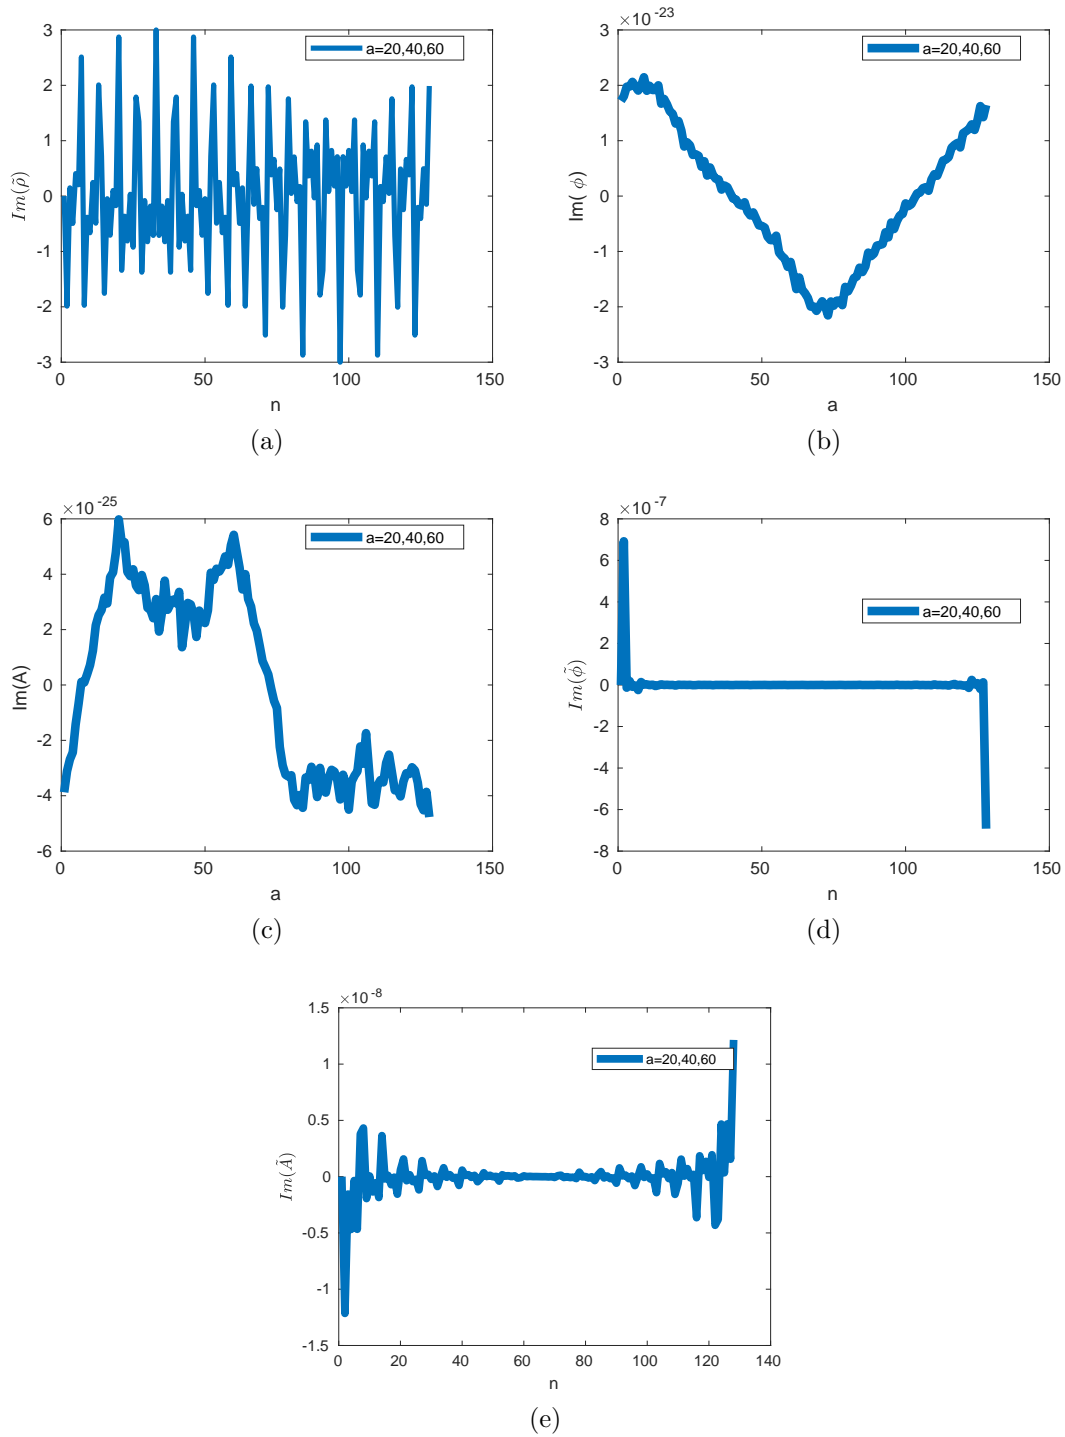 3
2
1
0
-1
-2
-3
0 50 100 150
n
Im(ρ̃)
a=20,40,60
(a)
×10 -23
3
2
1
0
-1
-2
-3
0 50 100 150
a
Im( ϕ)
a=20,40,60
(b)
×10 -25
6
4
2
0
-2
-4
-6
0 50 100 150
a
Im(A)
a=20,40,60
(c)
×10 -7
8
6
4
2
0
-2
-4
-6
-8
0 50 100 150
n
Im(ϕ̃)
a=20,40,60
(d)
×10 -8
1.5
1
0.5
0
-0.5
-1
-1.5
0 20 40 60 80 100 120 140
n
Im(Ã)
a=20,40,60
(e)